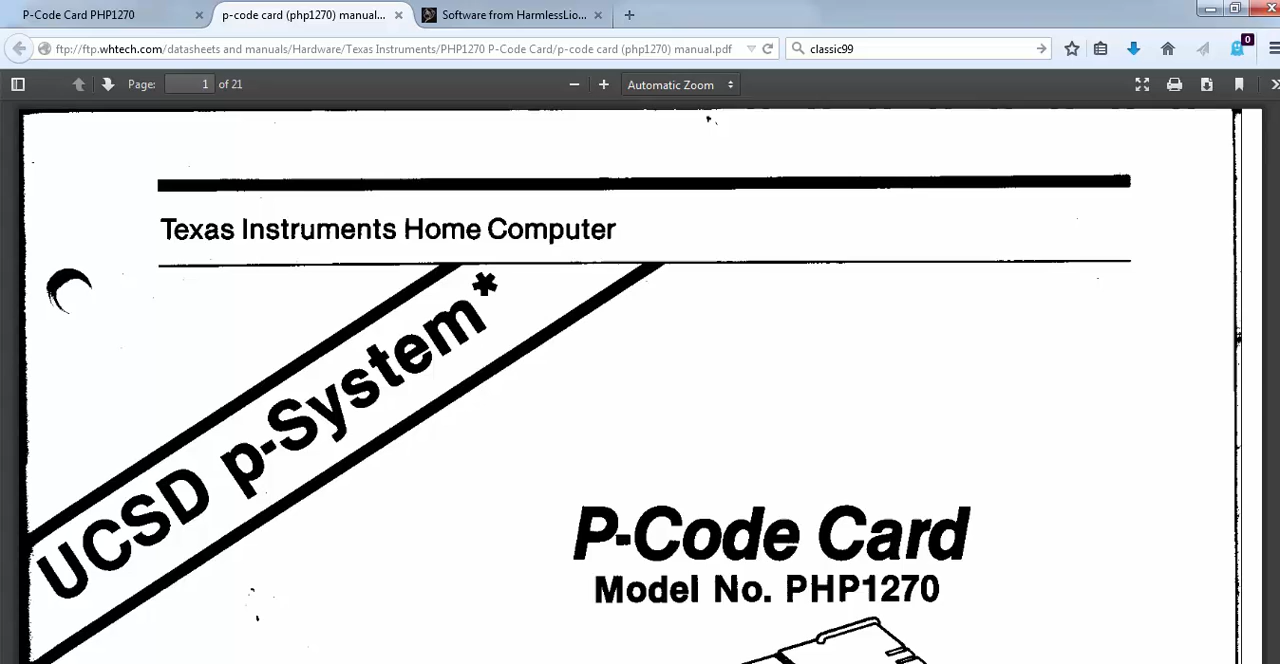 P-Code Card PHP1270
p-code card (php1270) manual...
Software from HarmlessLio...
ftp://ftp.whtech.com/datasheets and manuals/Hardware/Texas Instruments/PHP1270 P-Code Ca
p-code card (php1270) manual.pdf
classic99
0
Page:
1
of 21
Automatic Zoom
Texas Instruments Home Computer
UCSD p-System*
P-Code Card
Model No. PHP1270